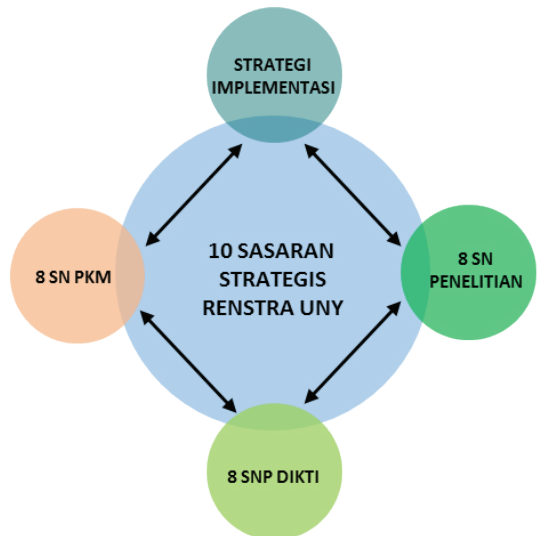 STRATEGI
IMPLEMENTASI
8 SN PKM
10 SASARAN
STRATEGIS
RENSTRA UNY
8 SN
PENELITIAN
8 SNP DIKTI